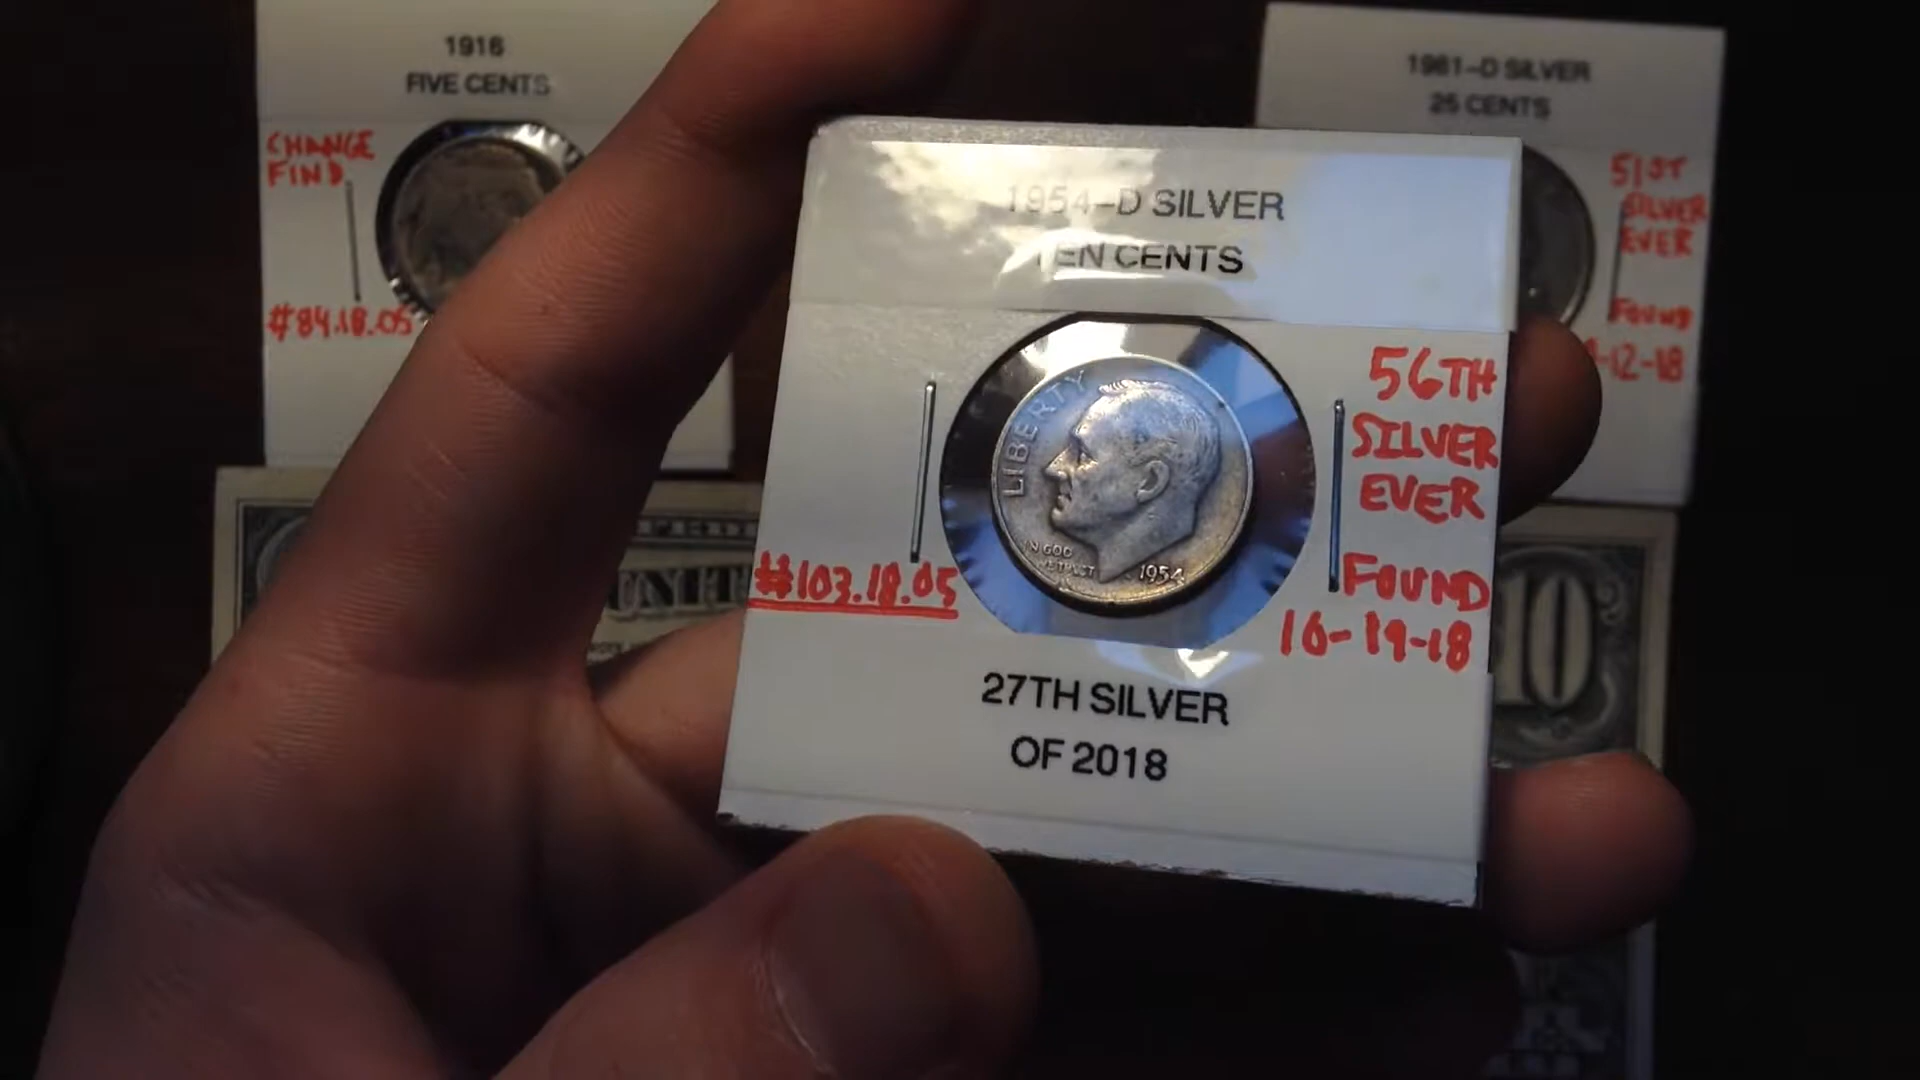 1916
FIVE CENTS
CHANGE
FIND
#84.18.05
1961-D SILVER
25 CENTS
51ST
SILVER
EVER
FOUND
-12-18
1954-D SILVER
TEN CENTS
LIBERTY
IN GOD
WE TRUST
1954
#103.18.05
56TH
SILVER
EVER
FOUND
10-19-18
27TH SILVER
OF 2018
10